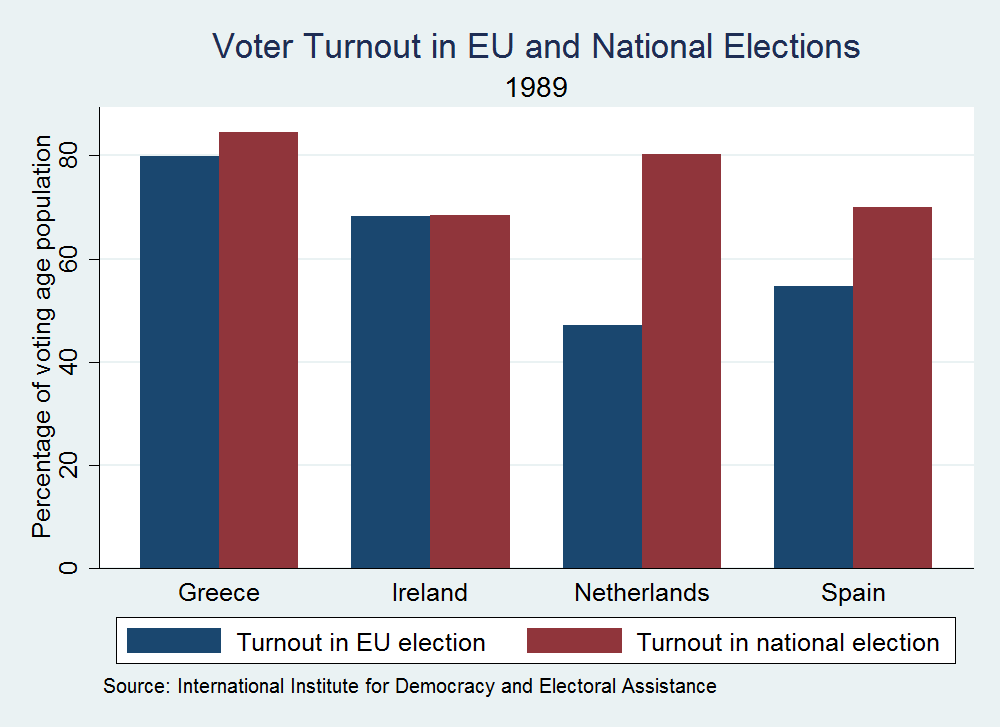 Voter Turnout in EU and National Elections
1989
Percentage of voting age population
80
60
40
20
0
Greece Ireland Netherlands Spain
Turnout in EU election Turnout in national election
Source: International Institute for Democracy and Electoral Assistance